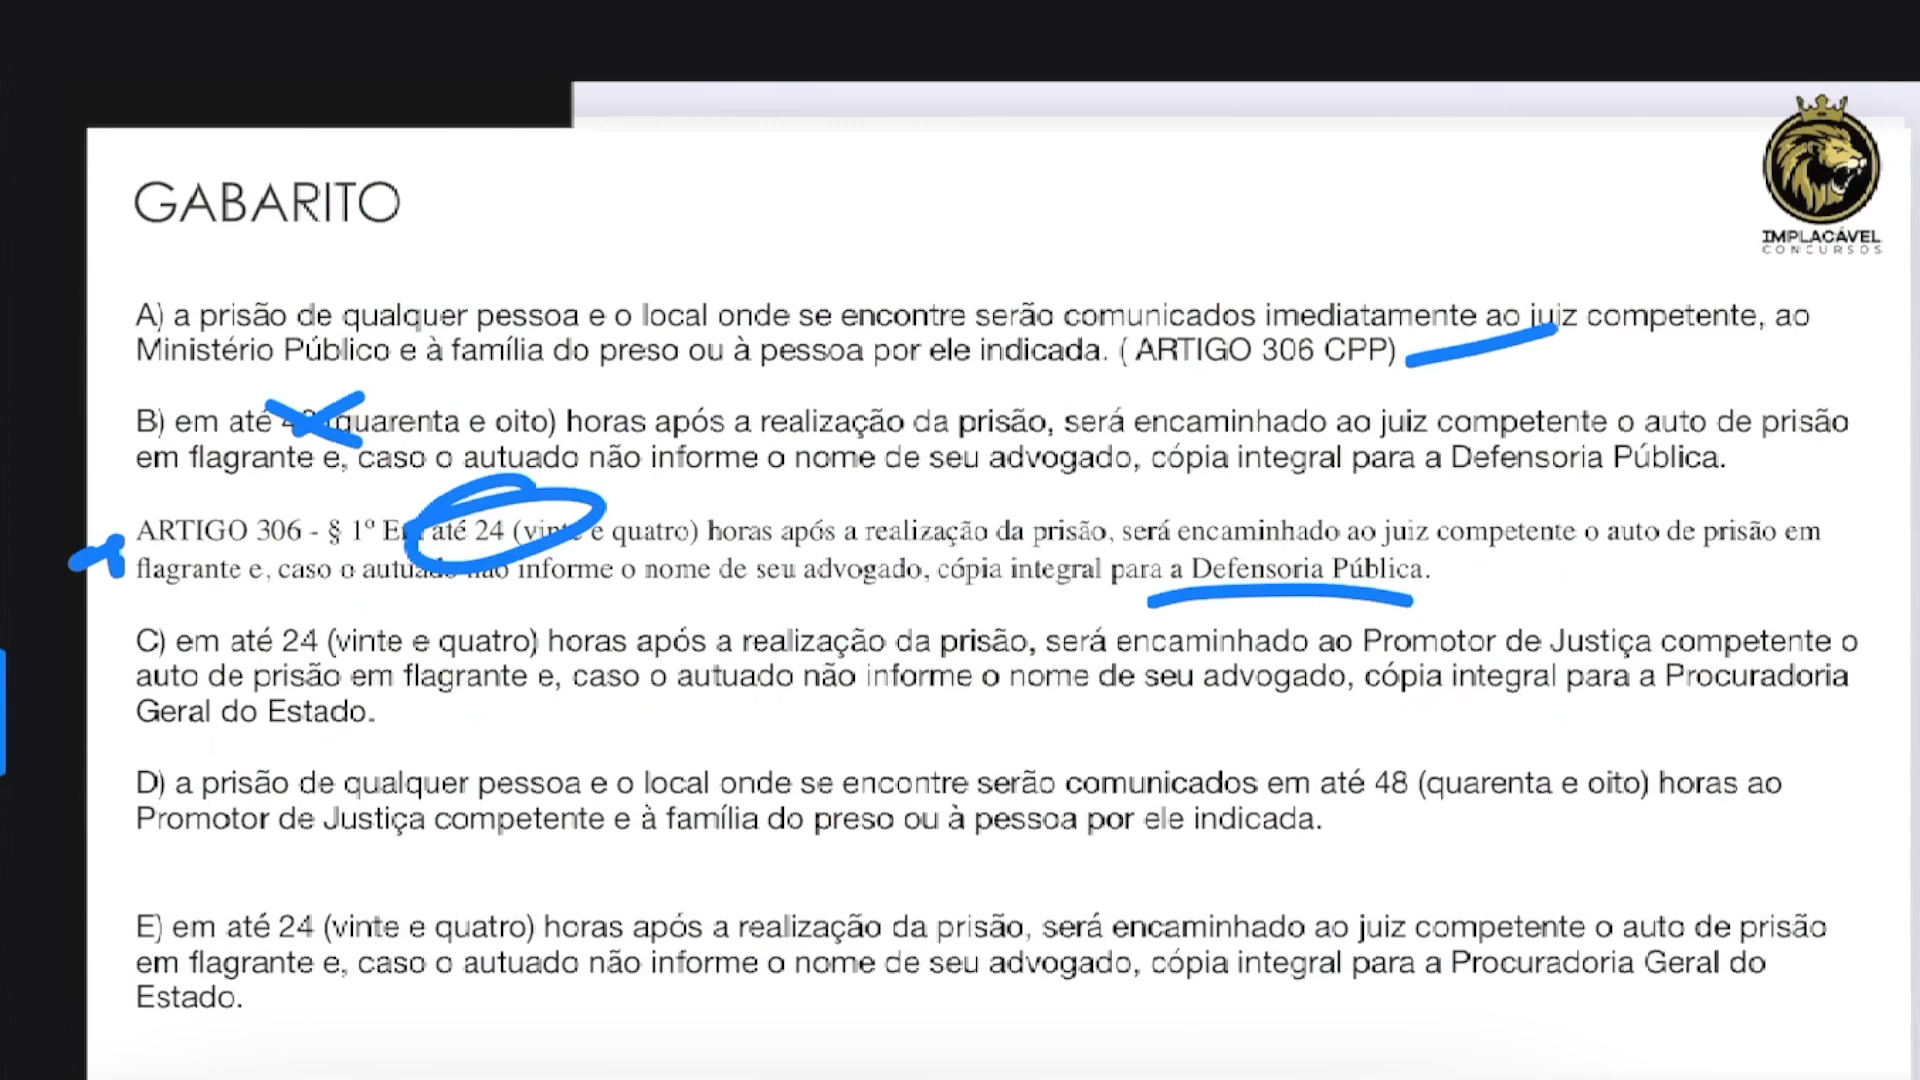 GABARITO
IMPLACÁVEL
CONCURSOS
A) a prisão de qualquer pessoa e o local onde se encontre serão comunicados imediatamente ao juiz competente, ao
Ministério Público e à família do preso ou à pessoa por ele indicada. ( ARTIGO 306 CPP)
B) em até (quarenta e oito) horas após a realização da prisão, será encaminhado ao juiz competente o auto de prisão
em flagrante e, caso o autuado não informe o nome de seu advogado, cópia integral para a Defensoria Pública.
ARTIGO 306 - § 1º Em até 24 (vinte e quatro) horas após a realização da prisão, será encaminhado ao juiz competente o auto de prisão em
flagrante e, caso o autuado não informe o nome de seu advogado, cópia integral para a Defensoria Pública.
C) em até 24 (vinte e quatro) horas após a realização da prisão, será encaminhado ao Promotor de Justiça competente o
auto de prisão em flagrante e, caso o autuado não informe o nome de seu advogado, cópia integral para a Procuradoria
Geral do Estado.
D) a prisão de qualquer pessoa e o local onde se encontre serão comunicados em até 48 (quarenta e oito) horas ao
Promotor de Justiça competente e à família do preso ou à pessoa por ele indicada.
E) em até 24 (vinte e quatro) horas após a realização da prisão, será encaminhado ao juiz competente o auto de prisão
em flagrante e, caso o autuado não informe o nome de seu advogado, cópia integral para a Procuradoria Geral do
Estado.